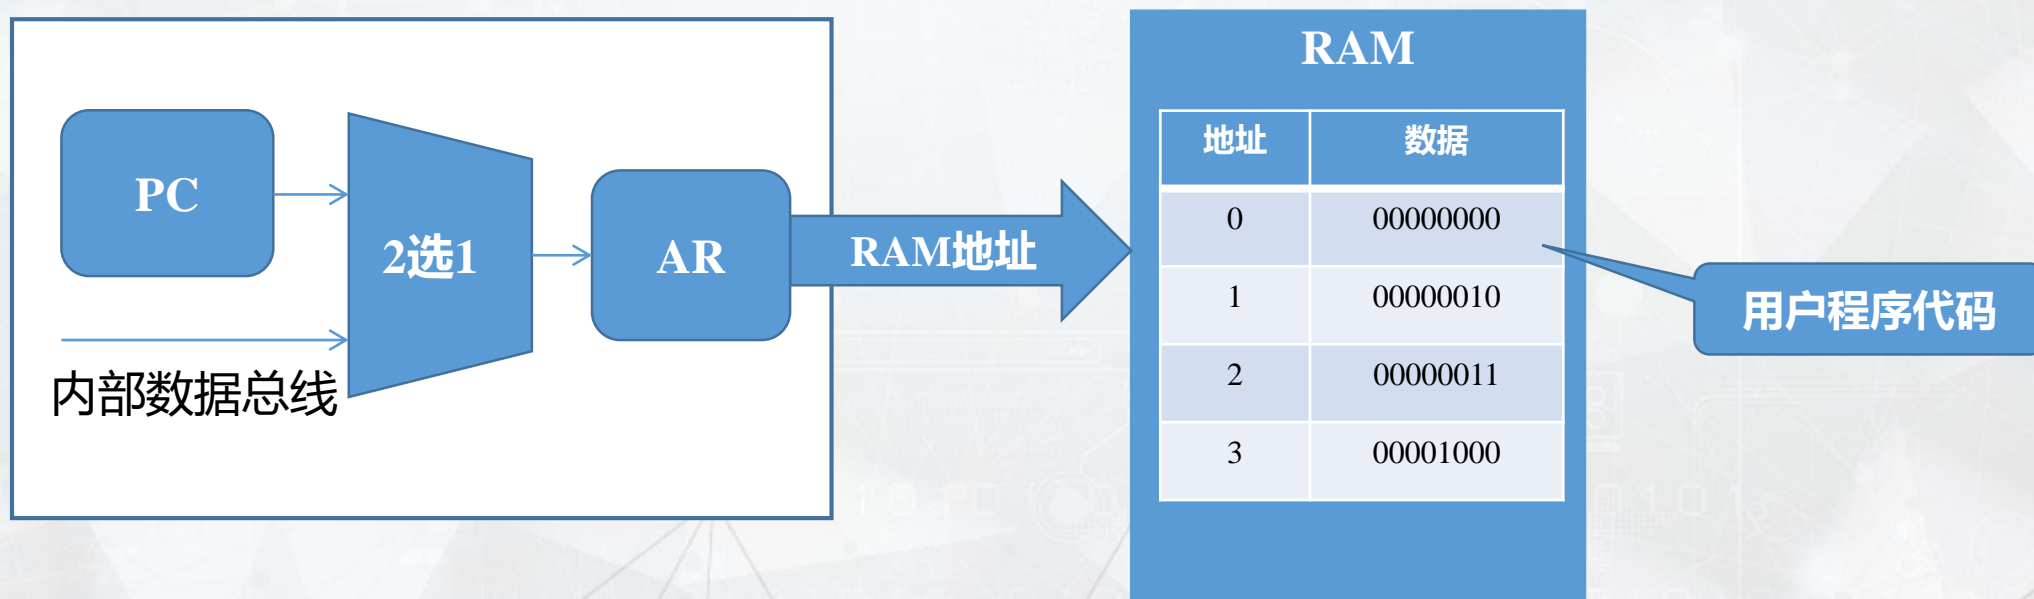 PC
2选1
AR
内部数据总线
RAM地址
RAM
地址 数据
0 00000000
1 00000010
2 00000011
3 00001000
用户程序代码